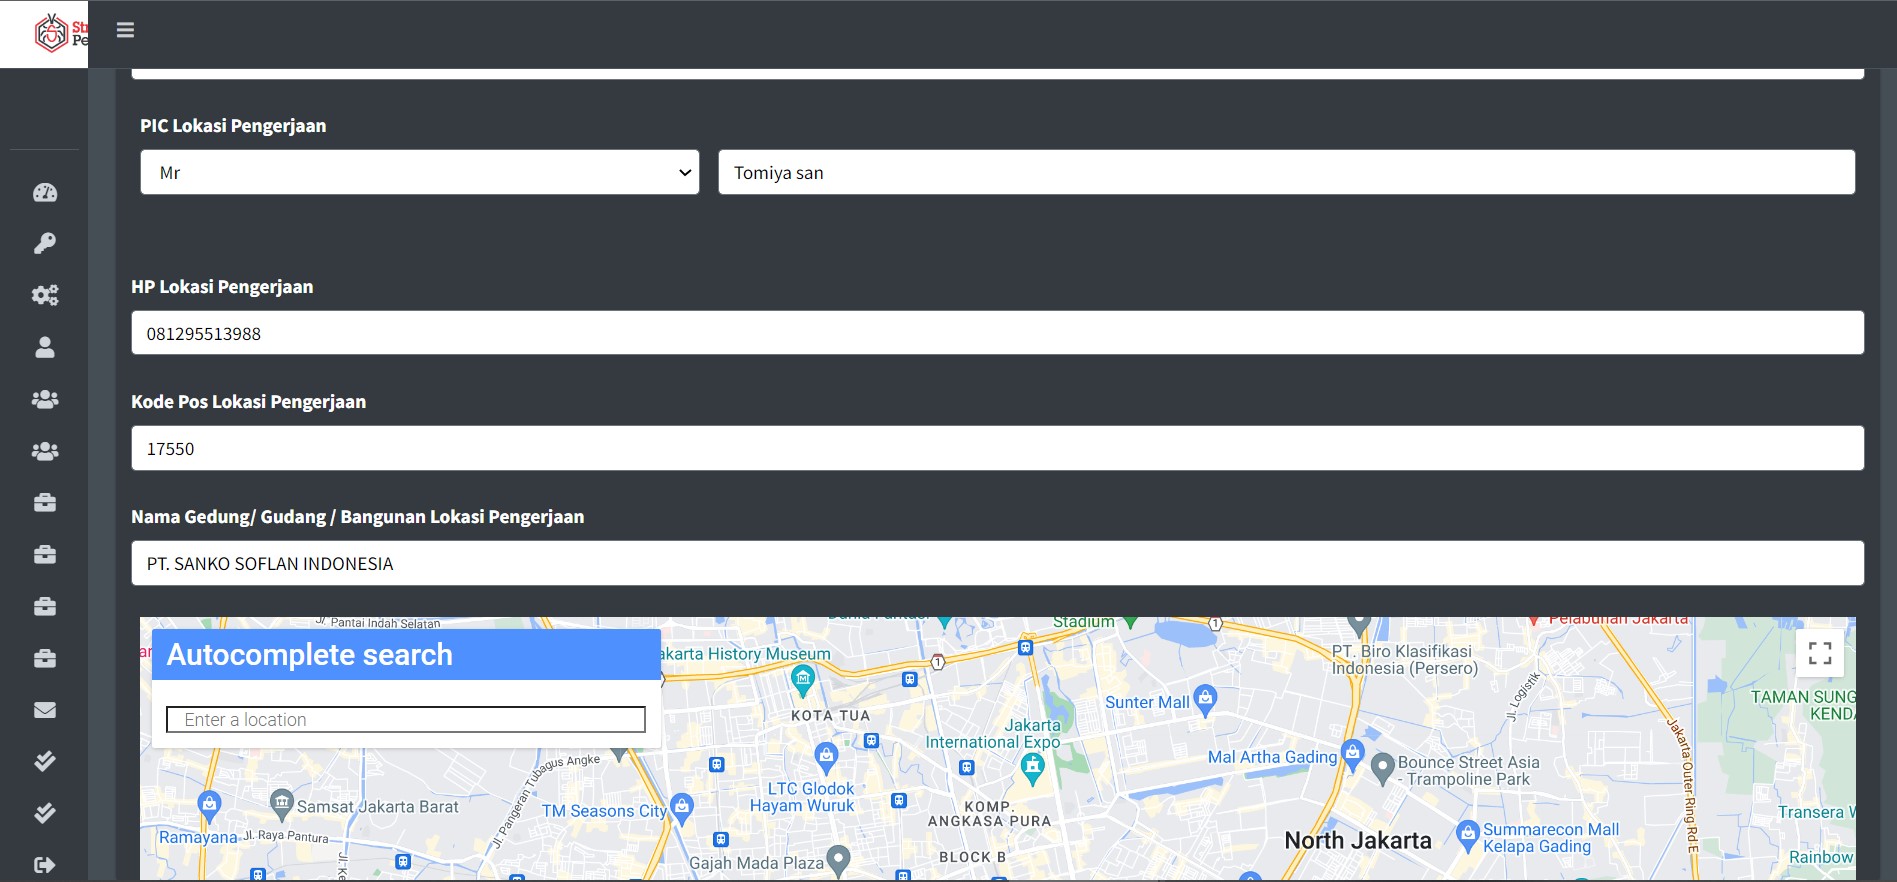 PIC Lokasi Pengerjaan
Mr
Tomiya san
HP Lokasi Pengerjaan
081295513988
Kode Pos Lokasi Pengerjaan
17550
Nama Gedung/ Gudang / Bangunan Lokasi Pengerjaan
PT. SANKO SOFLAN INDONESIA
Jl. Pantai Indah Selatan
Stadium
1
Pelabuhan Jakarta
Autocomplete search
Enter a location
akarta History Museum
1
PT. Biro Klasifikasi
Indonesia (Persero)
KOTA TUA
Jakarta
International Expo
Sunter Mall
Jl. Logistik
TAMAN SUNG
KENDA
Jl. Pangeran Tubagus Angke
Mal Artha Gading
Bounce Street Asia
- Trampoline Park
Jakarta Outer Ring Rd E
LTC Glodok
Hayam Wuruk
Samsat Jakarta Barat
TM Seasons City
KOMP.
ANGKASA PURA
Transera W
Ramayana
Jl. Raya Pantura
North Jakarta
Summarecon Mall
Kelapa Gading
Gajah Mada Plaza
BLOCK B
Rainbow